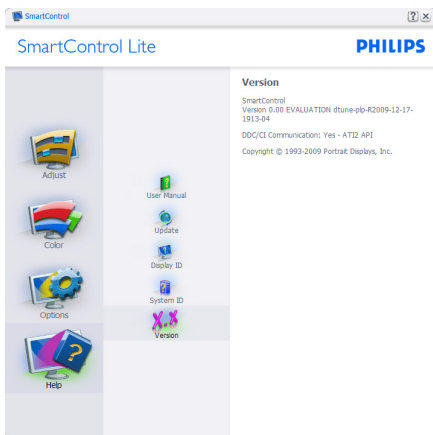 SmartControl
SmartControl Lite
PHILIPS
Adjust
Color
Options
Help
User Manual
Update
Display ID
System ID
X.X
Version
Version
SmartControl
Version 0.00 EVALUATION dtune-plp-R2009-12-17-
1913-04
DDC/CI Communication: Yes - ATI2 API
Copyright © 1993-2009 Portrait Displays, Inc.